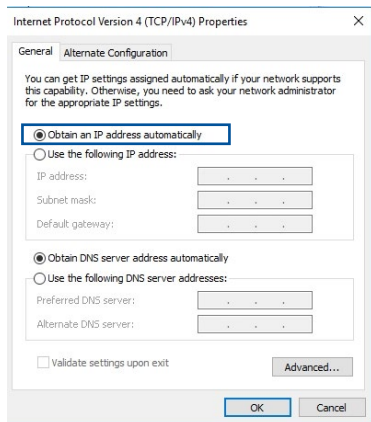 Internet Protocol Version 4 (TCP/IPv4) Properties
General
Alternate Configuration
You can get IP settings assigned automatically if your network supports
this capability. Otherwise, you need to ask your network administrator
for the appropriate IP settings.
Obtain an IP address automatically
Use the following IP address:
IP address:
Subnet mask:
Default gateway:
Obtain DNS server address automatically
Use the following DNS server addresses:
Preferred DNS server:
Alternate DNS server:
Validate settings upon exit
Advanced...
OK
Cancel